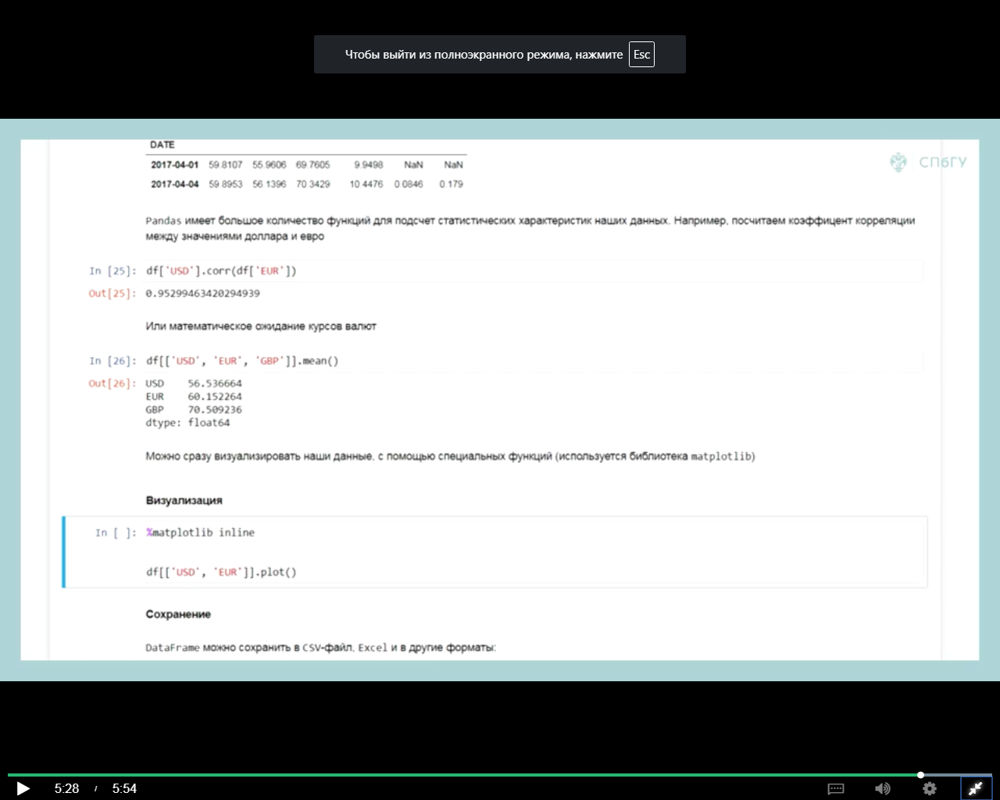 Чтобы выйти из полноэкранного режима, нажмите Esc
DATE
СПбГУ
2017-04-01 59.8107 55.9606 69.7605 9.9498 NaN NaN
2017-04-04 59.8953 56.1396 70.3429 10.4476 0.0846 0.179
Pandas имеет большое количество функций для подсчет статистических характеристик наших данных. Например, посчитаем коэффицент корреляции
между значениями доллара и евро
In [25]: df['USD'].corr(df['EUR'])
Out[25]: 0.95299463420294939
Или математическое ожидание курсов валют
In [26]: df[['USD', 'EUR', 'GBP']].mean()
Out[26]: USD 56.536664
EUR 60.152264
GBP 70.509236
dtype: float64
Можно сразу визуализировать наши данные, с помощью специальных функций (используется библиотека matplotlib)
Визуализация
In [ ]: %matplotlib inline
df[['USD', 'EUR']].plot()
Сохранение
DataFrame можно сохранить в CSV-файл, Excel и в другие форматы:
5:28 / 5:54